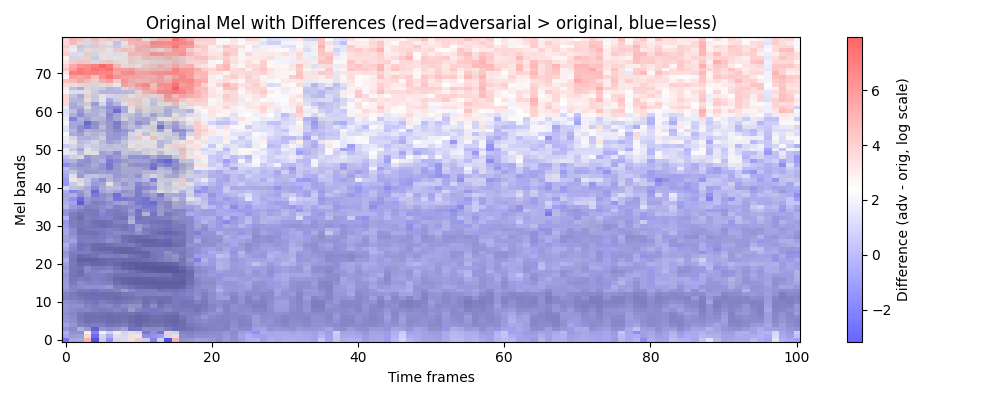 Original Mel with Differences (red=adversarial > original, blue=less)
Mel bands
70
60
50
40
30
20
10
0
0 20 40 60 80 100
Time frames
6
4
2
0
−2
Difference (adv - orig, log scale)